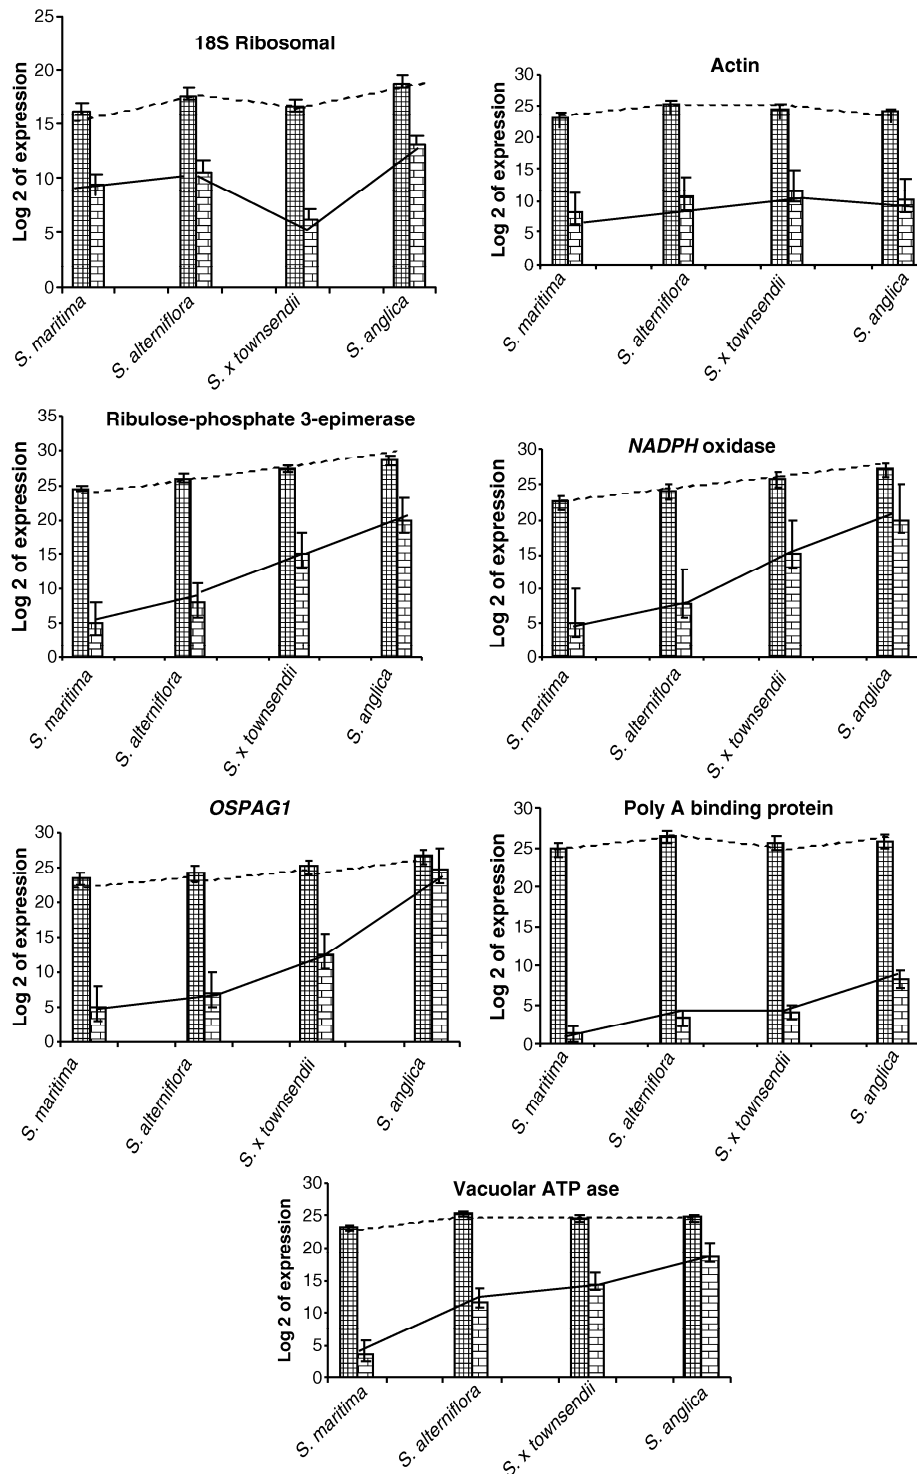 18S Ribosomal
Log 2 of expression
25
20
15
10
5
0
S. maritima
S. alterniflora
S. x townsendii
S. anglica
Actin
Log 2 of expression
30
25
20
15
10
5
0
S. maritima
S. alterniflora
S. x townsendii
S. anglica
Ribulose-phosphate 3-epimerase
Log 2 of expression
35
30
25
20
15
10
5
0
S. maritima
S. alterniflora
S. x townsendii
S. anglica
NADPH oxidase
Log 2 of expression
30
25
20
15
10
5
0
S. maritima
S. alterniflora
S. x townsendii
S. anglica
OSPAG1
Log 2 of expression
30
25
20
15
10
5
0
S. maritima
S. alterniflora
S. x townsendii
S. anglica
Poly A binding protein
Log 2 of expression
30
25
20
15
10
5
0
S. maritima
S. alterniflora
S. x townsendii
S. anglica
Vacuolar ATP ase
Log 2 of expression
30
25
20
15
10
5
0
S. maritima
S. alterniflora
S. x townsendii
S. anglica